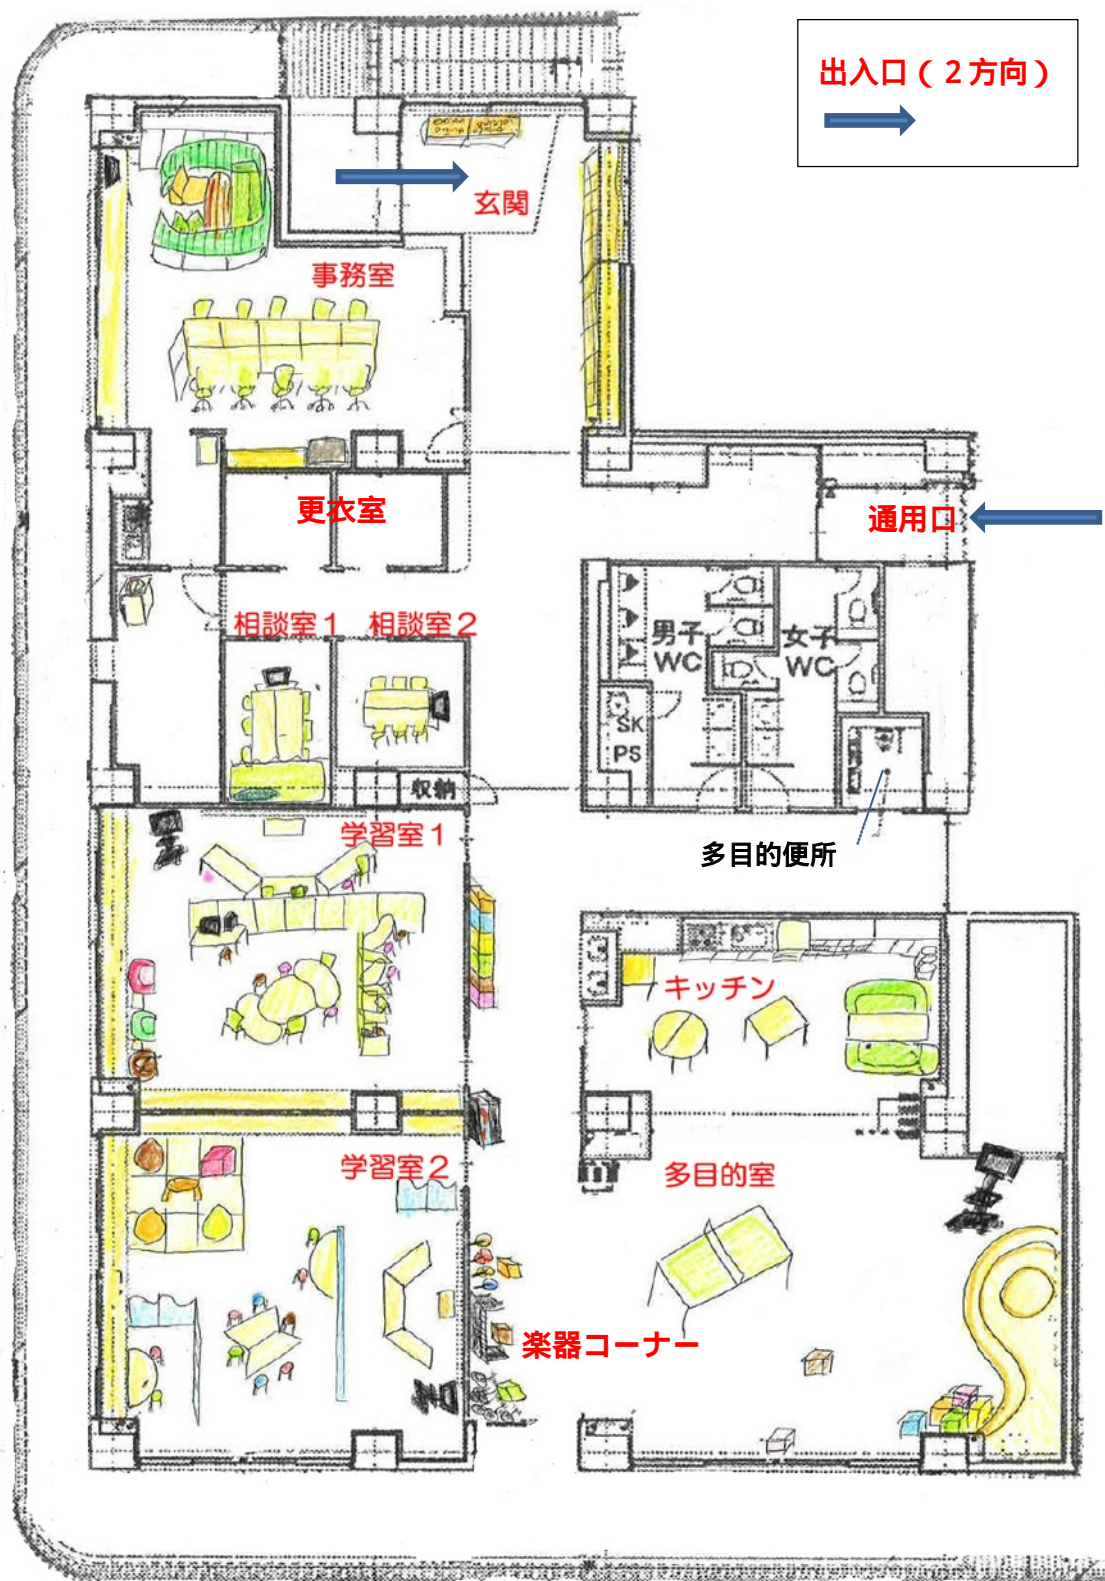 出入口（２方向）
玄関
事務室
更衣室
通用口
相談室１
相談室２
男子
WC
女子
WC
SK
PS
収納
学習室１
多目的便所
キッチン
学習室２
多目的室
楽器コーナー